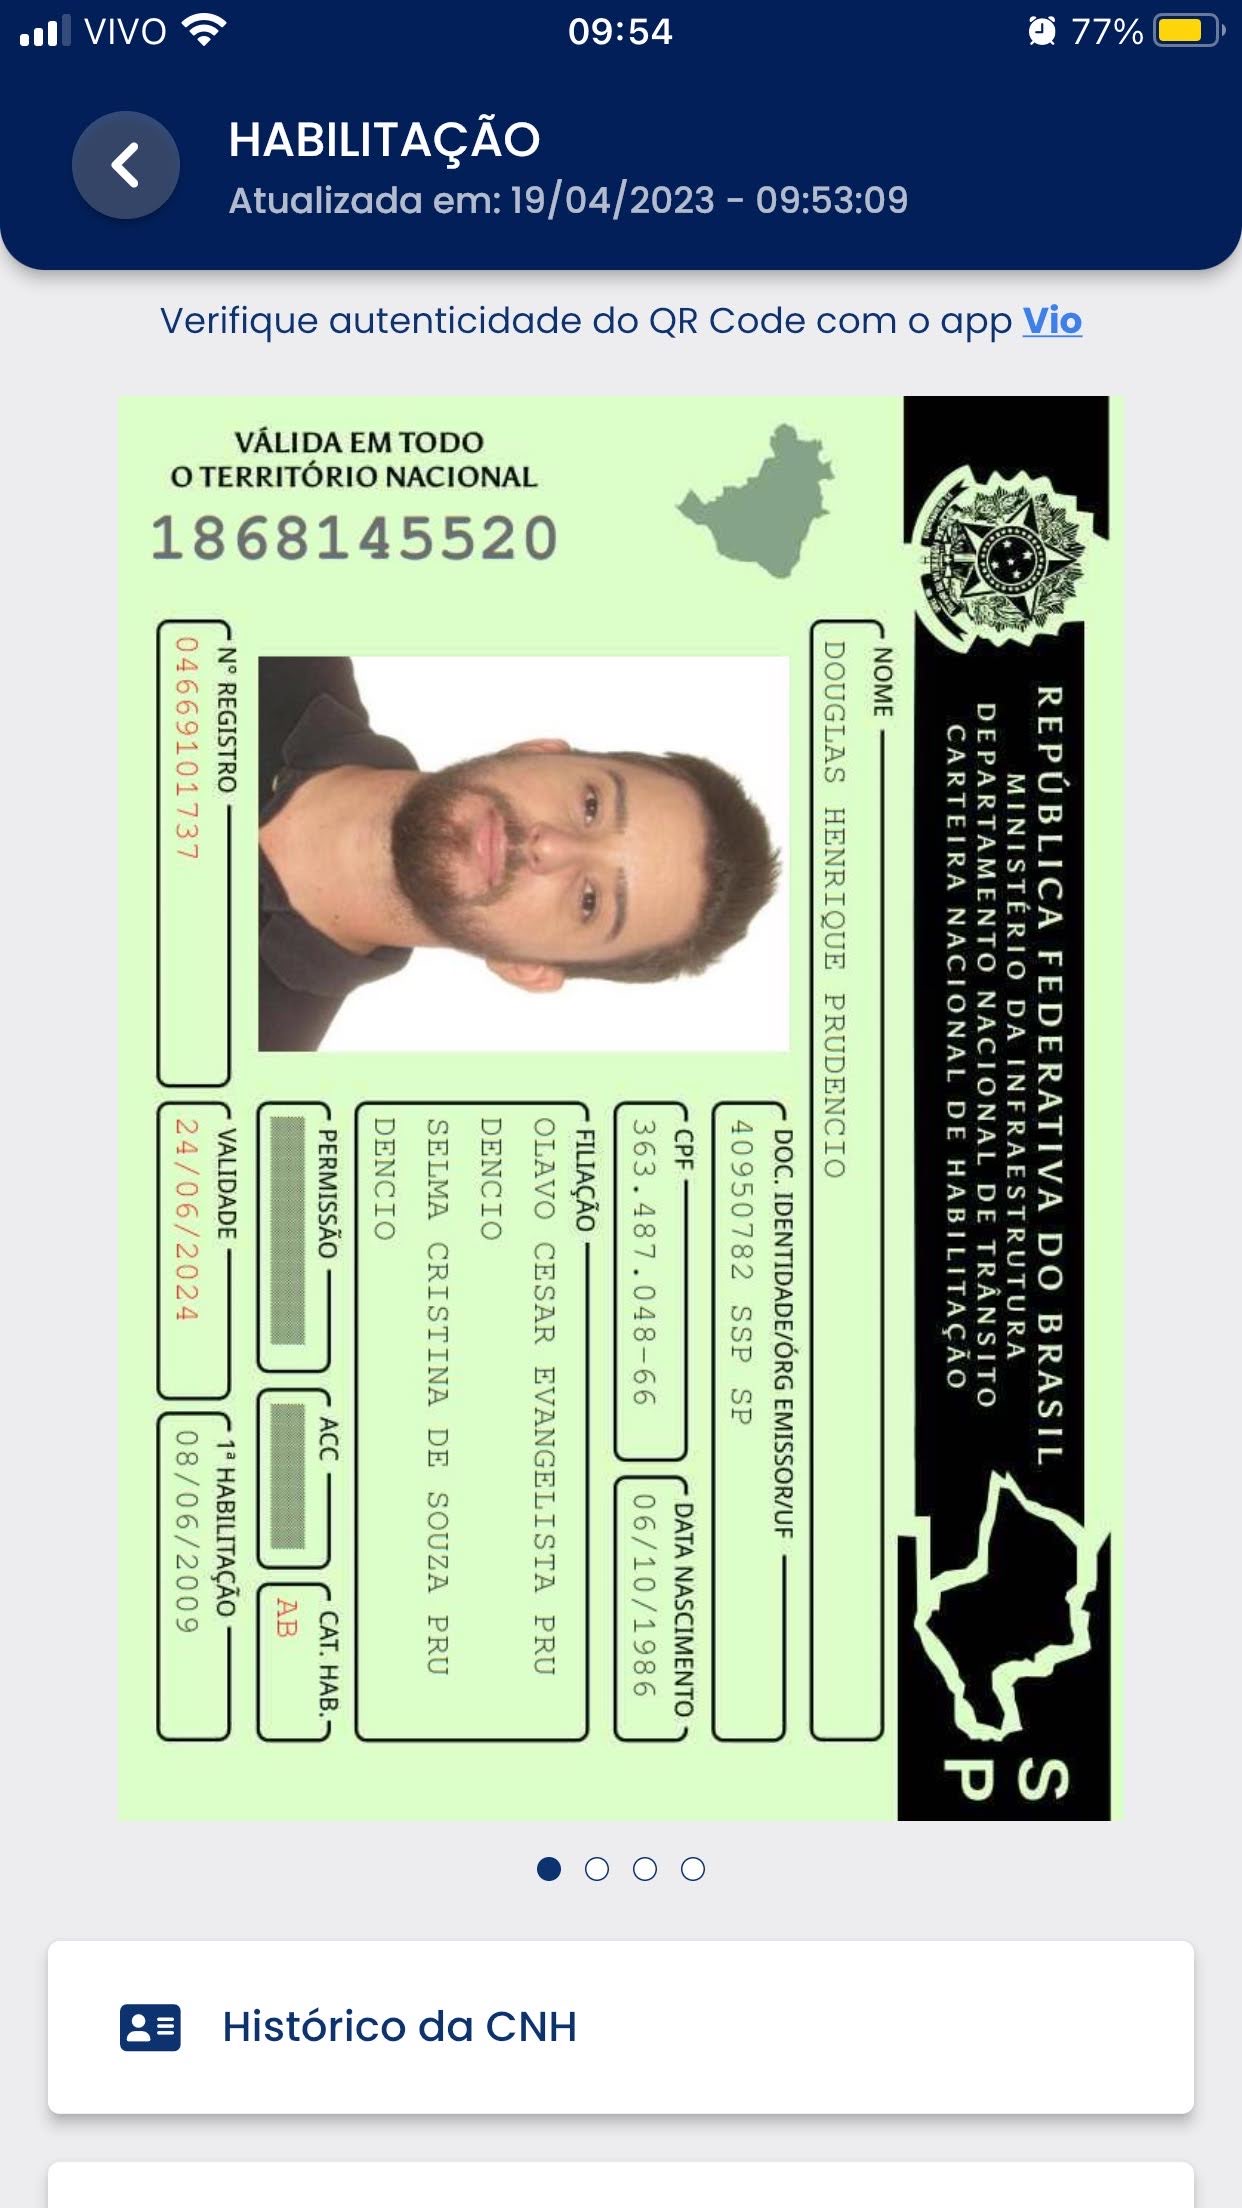 VIVO
09:54
77%
HABILITAÇÃO
Atualizada em: 19/04/2023 - 09:53:09
Verifique autenticidade do QR Code com o app Vio
REPÚBLICA FEDERATIVA DO BRASIL
MINISTÉRIO DA INFRAESTRUTURA
DEPARTAMENTO NACIONAL DE TRÂNSITO
CARTEIRA NACIONAL DE HABILITAÇÃO
SP
VÁLIDA EM TODO
O TERRITÓRIO NACIONAL
1868145520
NOME
DOUGLAS HENRIQUE PRUDENCIO
DOC. IDENTIDADE/ÓRG EMISSOR/UF
40950782 SSP SP
CPF
363.487.048-66
DATA NASCIMENTO
06/10/1986
FILIAÇÃO
OLAVO CESAR EVANGELISTA PRU
DENCIO
SELMA CRISTINA DE SOUZA PRU
DENCIO
PERMISSÃO
ACC
CAT. HAB.
AB
Nº REGISTRO
04669101737
VALIDADE
24/06/2024
1ª HABILITAÇÃO
08/06/2009
Histórico da CNH